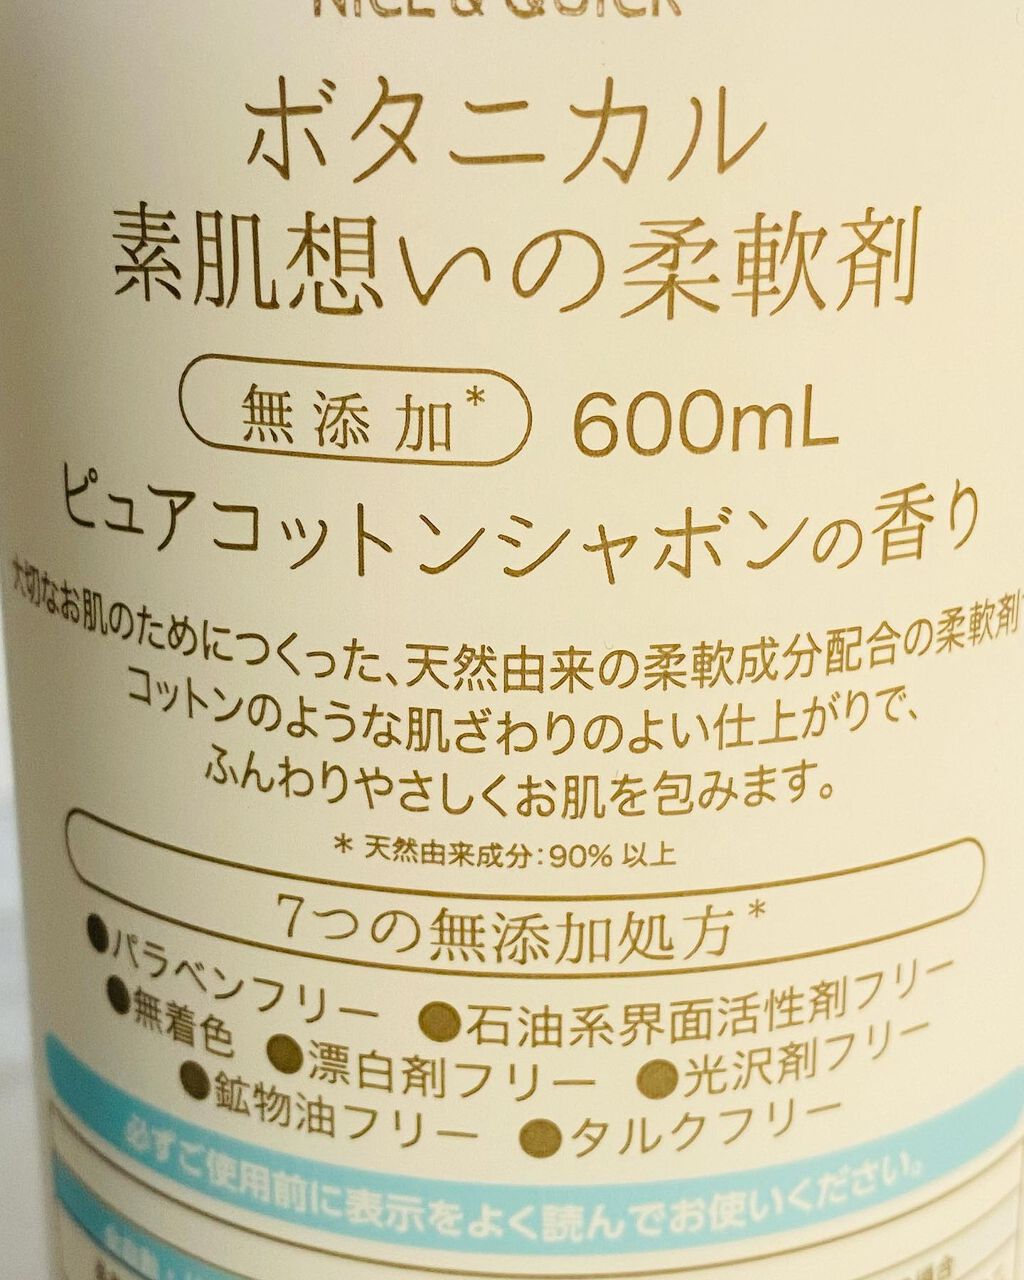 NICE & QUICK
ボタニカル
素肌想いの柔軟剤
無添加* 600mL
ピュアコットンシャボンの香り
大切なお肌のためにつくった、天然由来の柔軟成分配合の柔軟剤
コットンのような肌ざわりのよい仕上がりで、
ふんわりやさしくお肌を包みます。
* 天然由来成分:90% 以上
7つの無添加処方*
●パラベンフリー ●石油系界面活性剤フリー
●無着色 ●漂白剤フリー ●光沢剤フリー
●鉱物油フリー ●タルクフリー
必ずご使用前に表示をよく読んでお使いください。